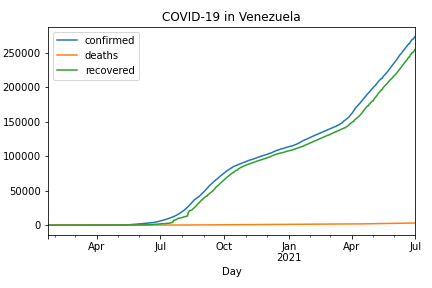 COVID-19 in Venezuela
confirmed
deaths
recovered
250000
200000
150000
100000
50000
0
Apr Jul Oct Jan Apr Jul
2021
Day